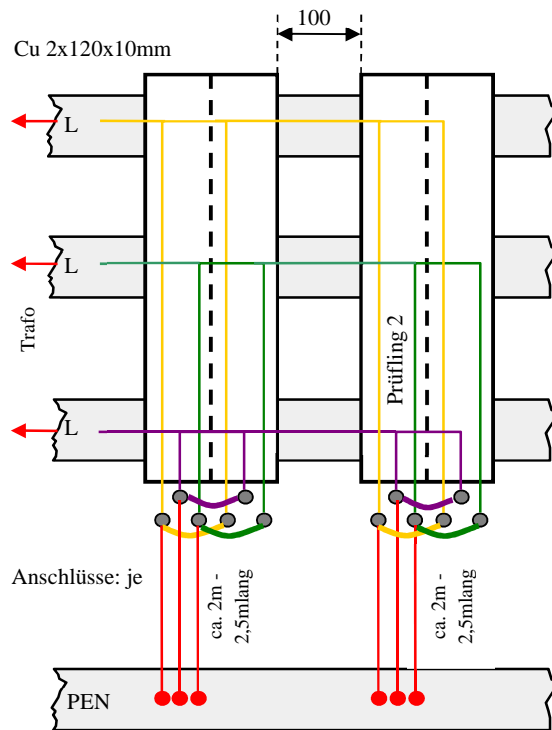 100
Cu 2x120x10mm
L
L
Trafo
Prüfling 2
L
Anschlüsse: je
ca. 2m -
2,5mlang
ca. 2m -
2,5mlang
PEN